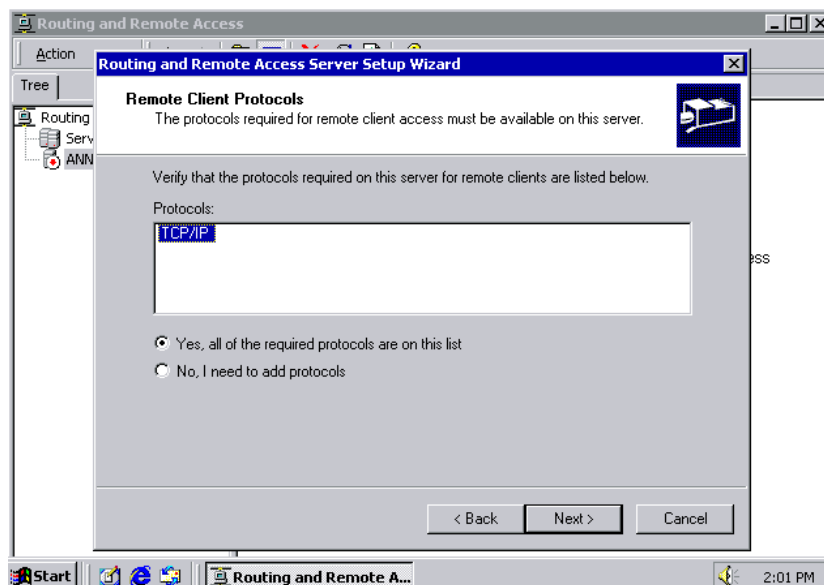 Routing and Remote Access
Action
Routing and Remote Access Server Setup Wizard
Tree
Remote Client Protocols
The protocols required for remote client access must be available on this server.
Routing
Serv
ANN
Verify that the protocols required on this server for remote clients are listed below.
Protocols:
TCP/IP
ess
Yes, all of the required protocols are on this list
No, I need to add protocols
< Back
Next >
Cancel
Start
Routing and Remote A...
2:01 PM